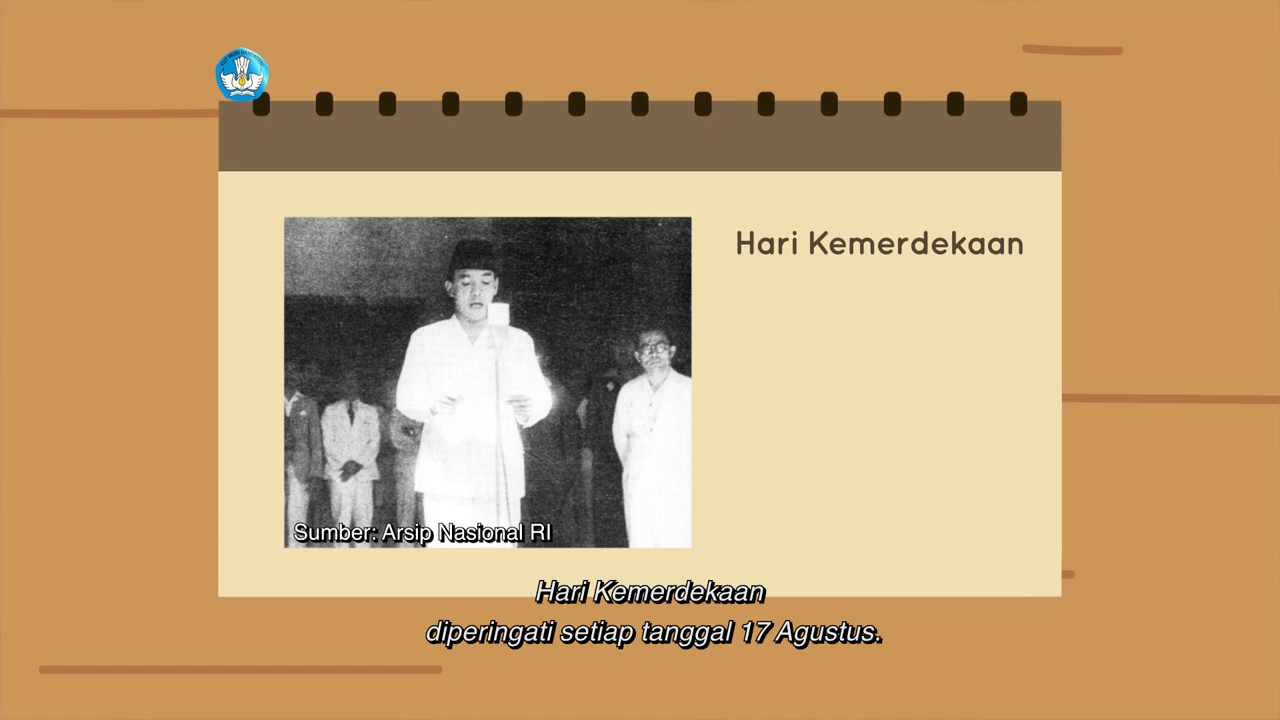 Hari Kemerdekaan
Sumber: Arsip Nasional RI
Hari Kemerdekaan
diperingati setiap tanggal 17 Agustus.